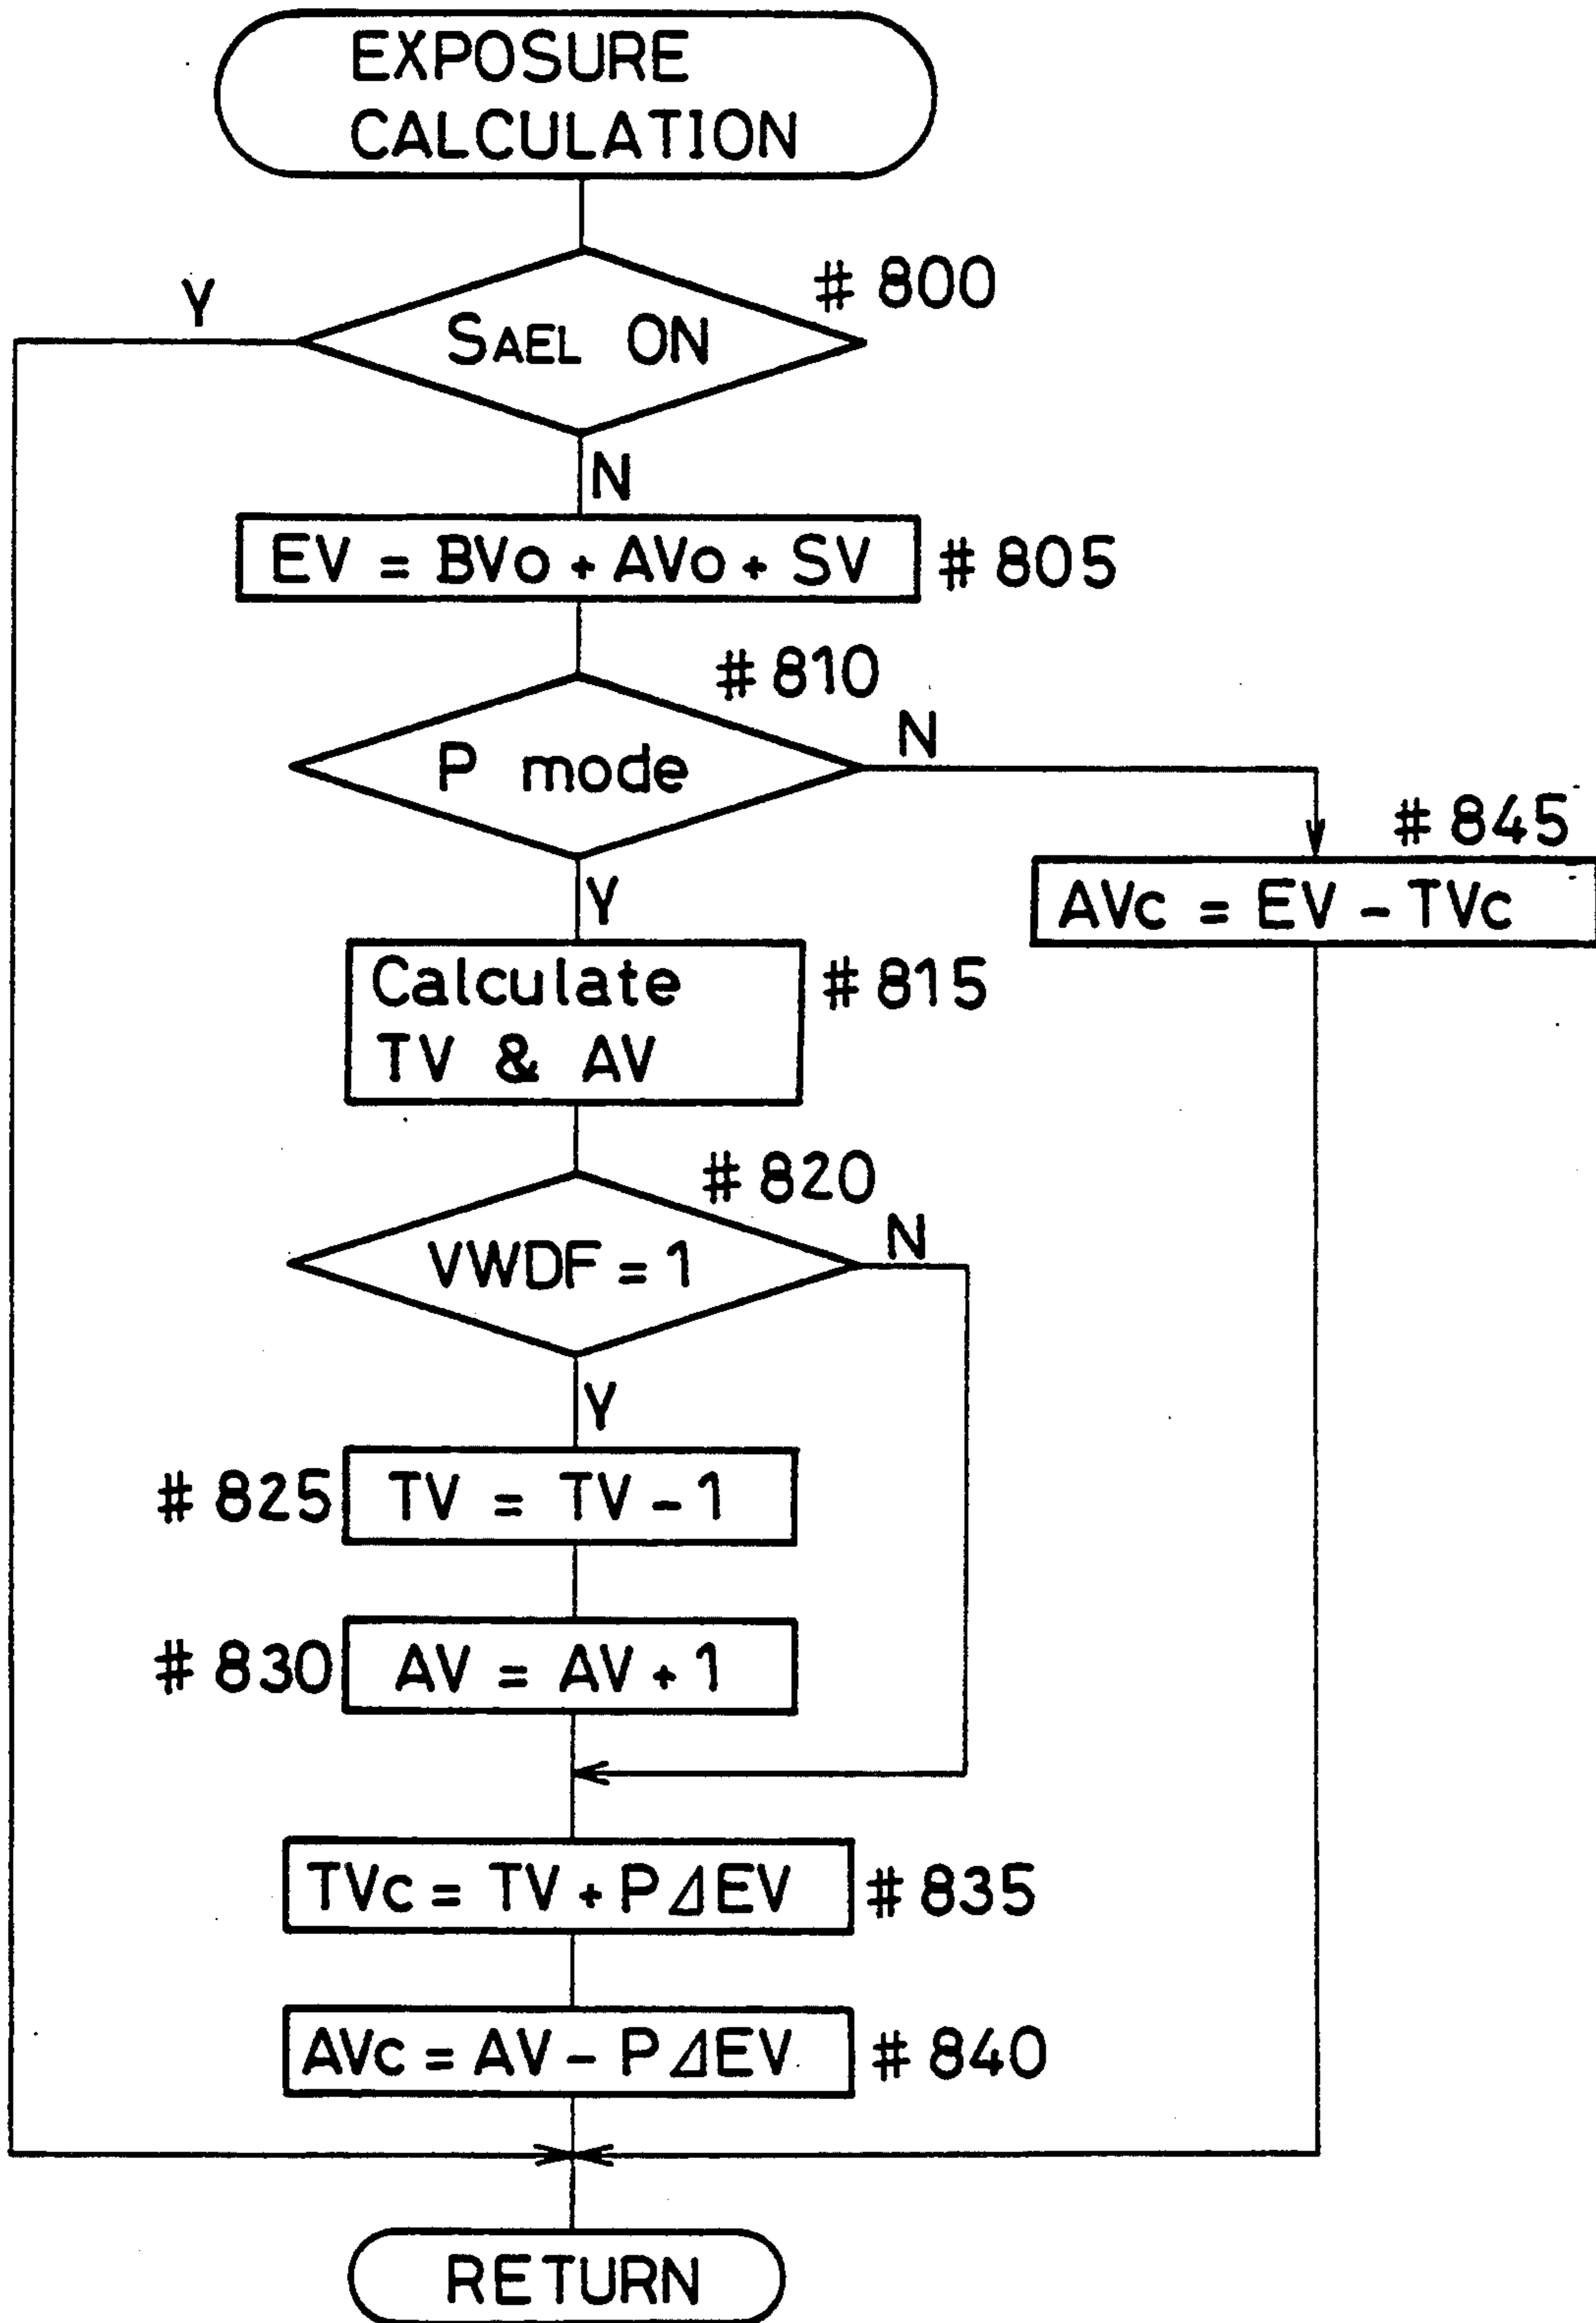 EXPOSURE
CALCULATION
# 800
Y
SAEL ON
N
EV = BVo + AVo + SV
# 805
# 810
N
P mode
# 845
Y
AVc = EV - TVc
Calculate
TV & AV
# 815
# 820
N
VWDF = 1
Y
# 825
TV = TV - 1
# 830
AV = AV + 1
TVc = TV + PΔEV
# 835
AVc = AV - PΔEV
# 840
RETURN